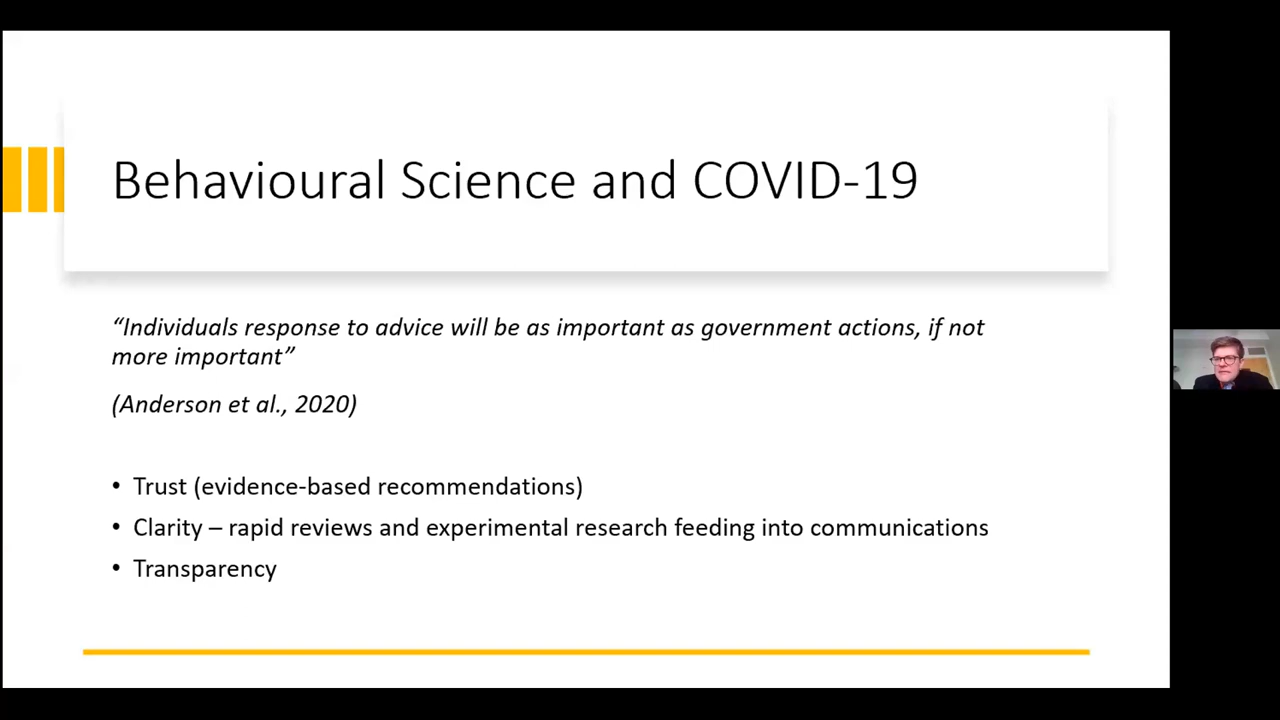 Behavioural Science and COVID-19
“Individuals response to advice will be as important as government actions, if not
more important”
(Anderson et al., 2020)
• Trust (evidence-based recommendations)
• Clarity – rapid reviews and experimental research feeding into communications
• Transparency